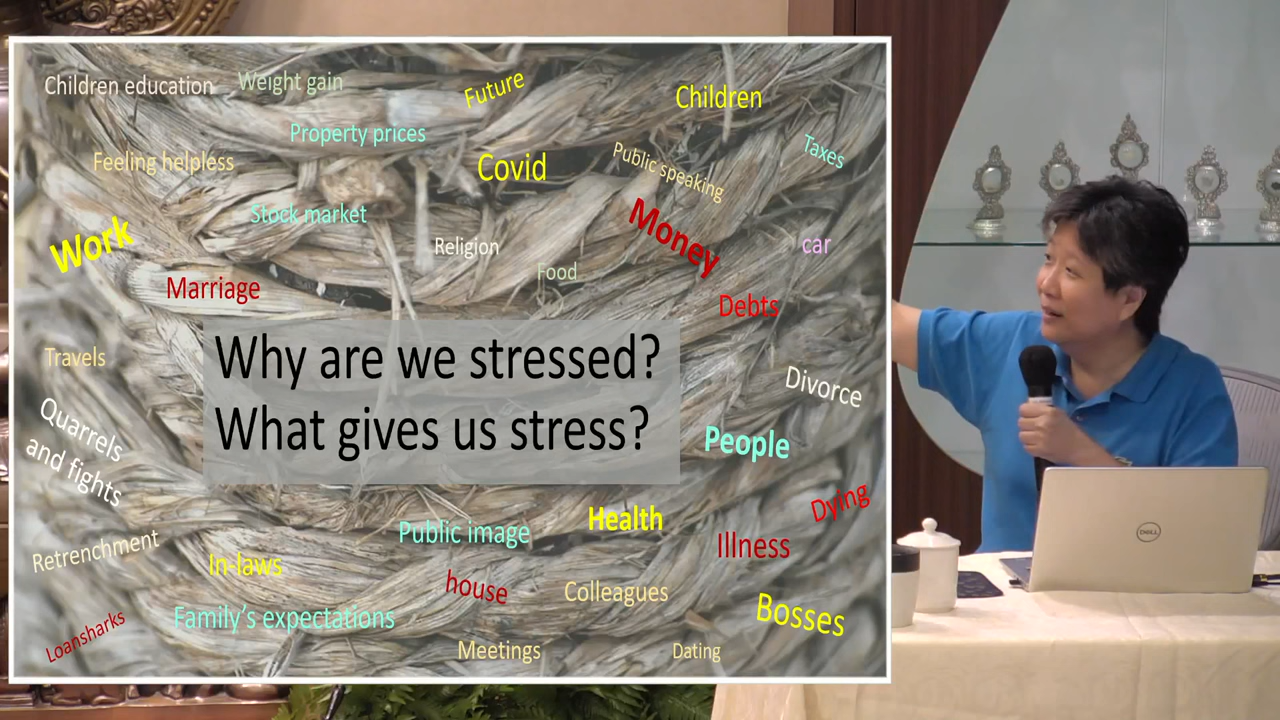 Children education
Weight gain
Future
Children
Property prices
Taxes
Feeling helpless
Covid
Public speaking
Stock market
Money
Work
Religion
car
Food
Marriage
Debts
Why are we stressed?
What gives us stress?
Travels
Divorce
Quarrels
and fights
People
Dying
Health
Public image
Illness
Retrenchment
In-laws
house
Colleagues
Bosses
Family's expectations
Loansharks
Meetings
Dating
DELL